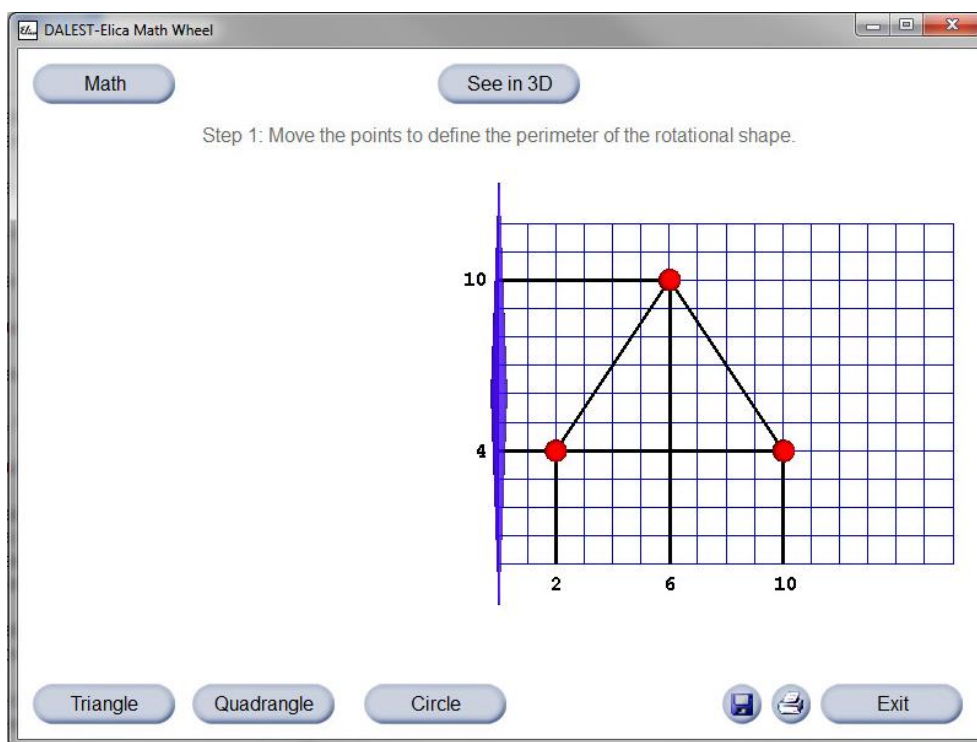 DALEST-Elica Math Wheel
Math
See in 3D
Step 1: Move the points to define the perimeter of the rotational shape.
10
4
2 6 10
Triangle Quadrangle Circle Exit